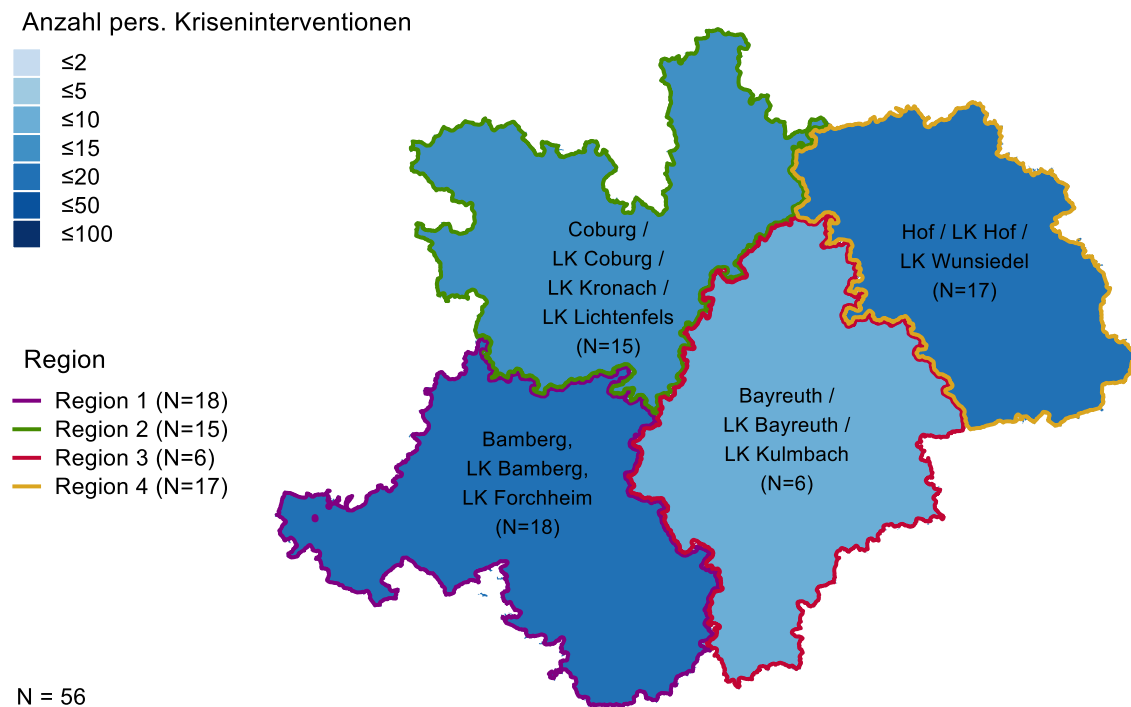 Anzahl pers. Kriseninterventionen
≤2
≤5
≤10
≤15
≤20
≤50
≤100
Coburg /
LK Coburg /
LK Kronach /
LK Lichtenfels
(N=15)
Hof / LK Hof /
LK Wunsiedel
(N=17)
Region
Region 1 (N=18)
Region 2 (N=15)
Region 3 (N=6)
Region 4 (N=17)
Bamberg,
LK Bamberg,
LK Forchheim
(N=18)
Bayreuth /
LK Bayreuth /
LK Kulmbach
(N=6)
N = 56